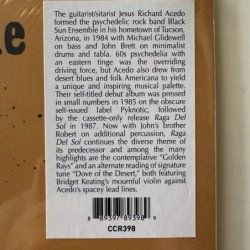 The guitarist/sitarist Jesus Richard Acedo
formed the psychedelic rock band Black
Sun Ensemble in his hometown of Tucson,
Arizona, in 1984 with Michael Glidewell
on bass and John Brett on minimalist
drums and tabla. 60s psychedelia with
an eastern tinge was the overriding
driving force, but Acedo also drew from
desert blues and folk Americana to yield
a unique and inspiring musical palette.
Their self-titled debut album was pressed
in small numbers in 1985 on the obscure
self-issued label Pyknotic, followed
by the cassette-only release Raga Del
Sol in 1987. Now with John's brother
Robert on additional percussion, Raga
Del Sol continues the diverse theme of
its predecessor and among the many
highlights are the contemplative "Golden
Rays" and an alternate reading of signature
tune "Dove of the Desert," both featuring
Bridget Keating's mournful violin against
Acedo's spacey lead lines.
8 89397 89398 9
CCR398
le